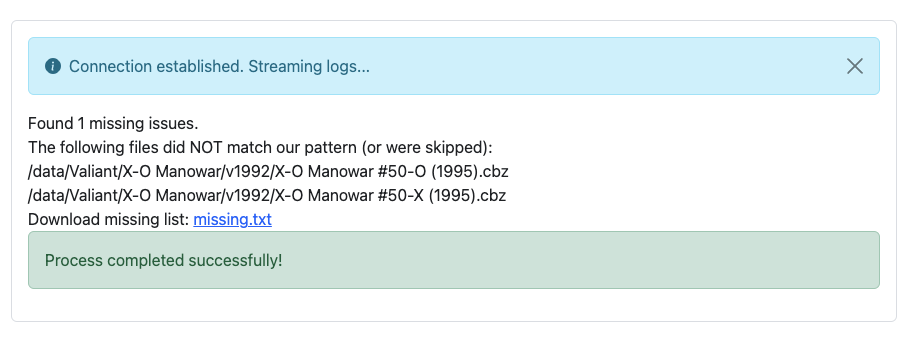 Connection established. Streaming logs...
Found 1 missing issues.
The following files did NOT match our pattern (or were skipped):
/data/Valiant/X-O Manowar/v1992/X-O Manowar #50-O (1995).cbz
/data/Valiant/X-O Manowar/v1992/X-O Manowar #50-X (1995).cbz
Download missing list: missing.txt
Process completed successfully!